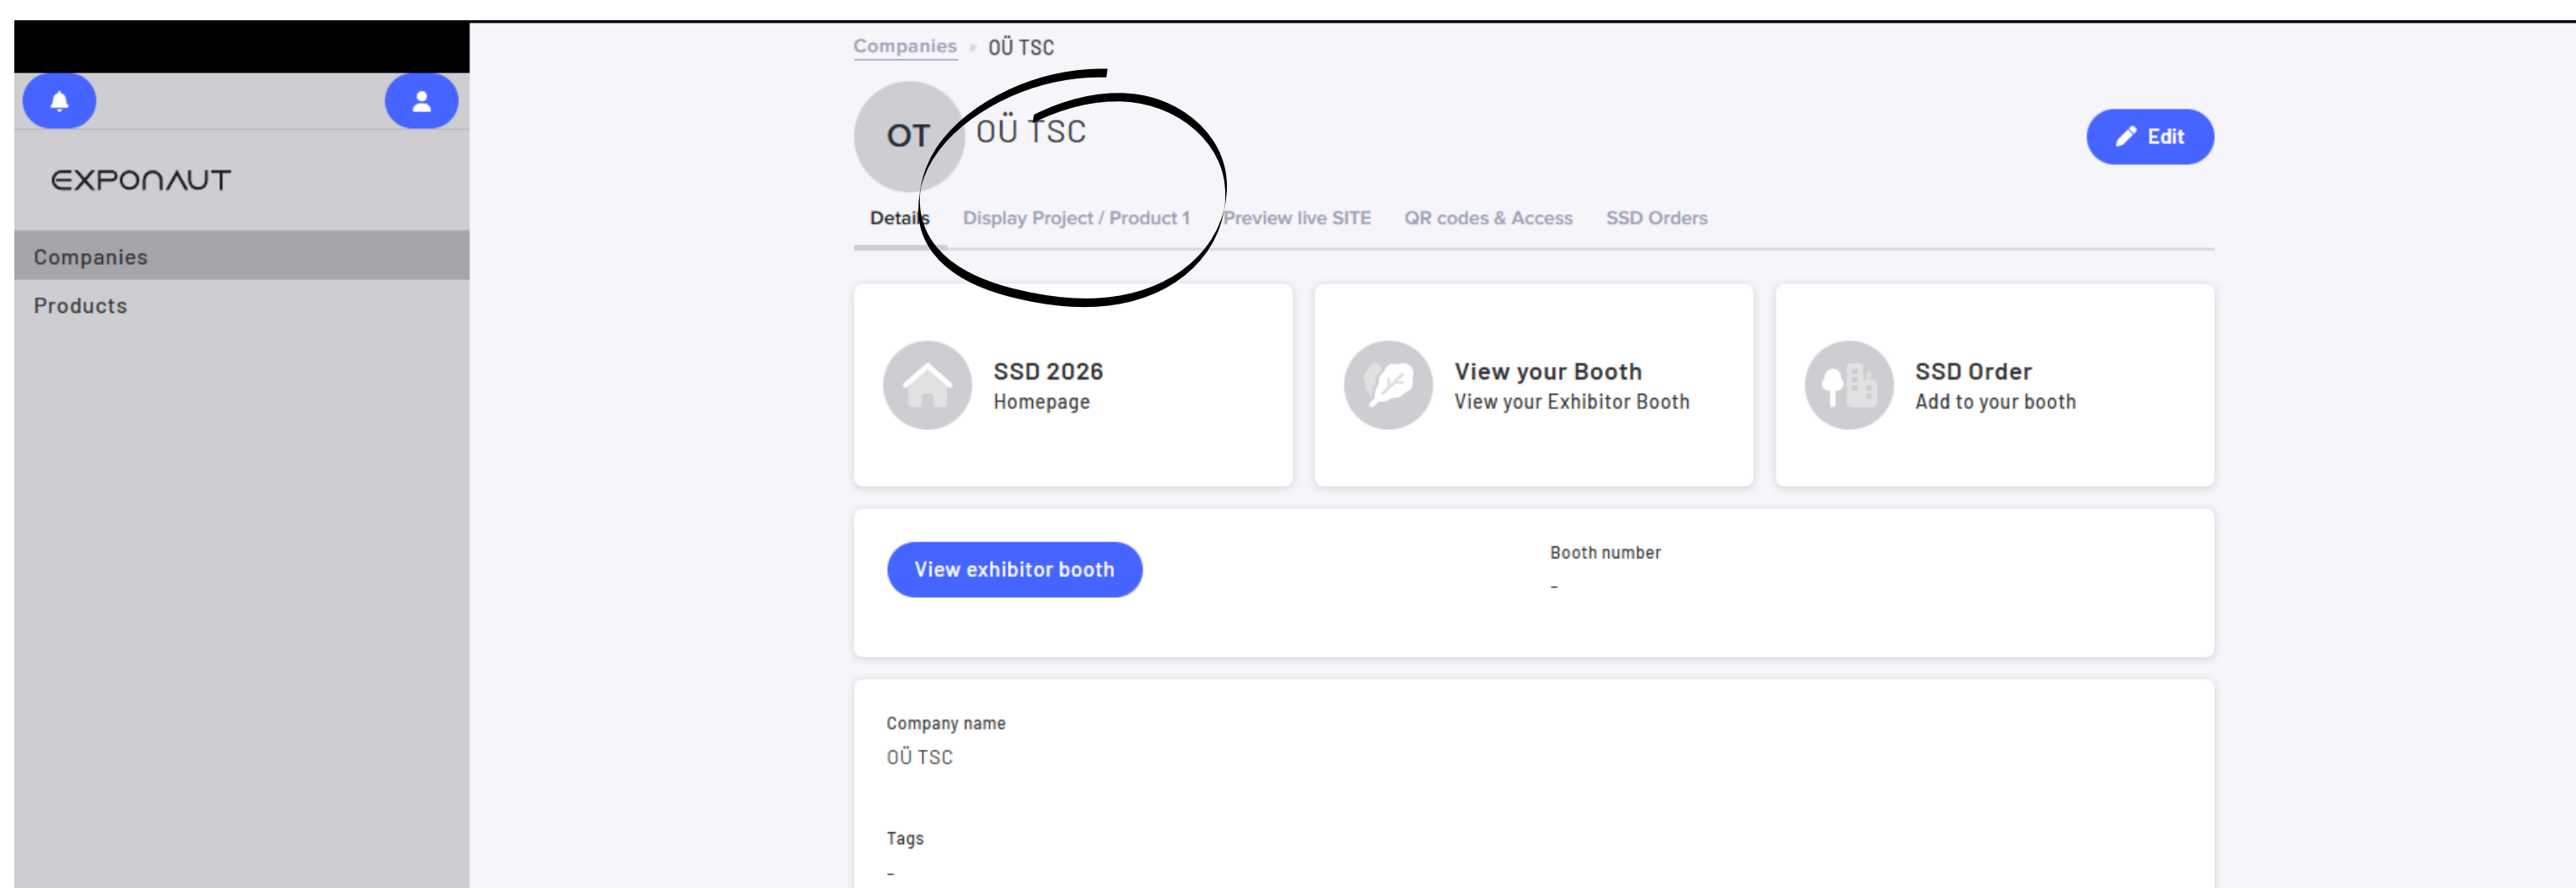 Companies ▸ OÜ TSC
OT
OÜ TSC
Edit
EXPONAUT
Companies
Products
Details Display Project / Product 1 Preview live SITE QR codes & Access SSD Orders
SSD 2026
Homepage
View your Booth
View your Exhibitor Booth
SSD Order
Add to your booth
View exhibitor booth
Booth number
-
Company name
OÜ TSC
Tags
-